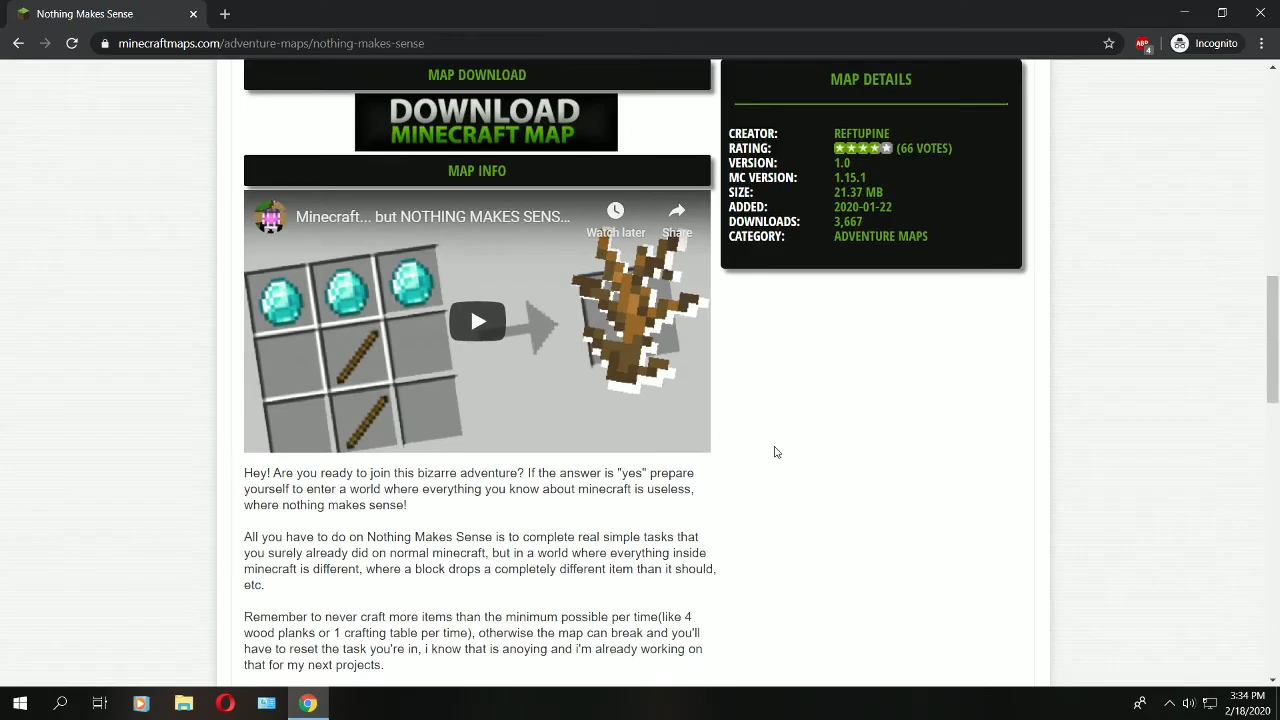 Nothing Makes Sense
minecraftmaps.com/adventure-maps/nothing-makes-sense
ABP
4
Incognito
MAP DOWNLOAD
DOWNLOAD
MINECRAFT MAP
MAP INFO
Minecraft... but NOTHING MAKES SENS...
Watch later
Share
Hey! Are you ready to join this bizarre adventure? If the answer is "yes" prepare
yourself to enter a world where everything you know about minecraft is useless,
where nothing makes sense!
All you have to do on Nothing Makes Sense is to complete real simple tasks that
you surely already did on normal minecraft, but in a world where everything inside
minecraft is different, where a block drops a completely different item than it should,
etc.
Remember to never craft more items than the minimum possible per time(like 4
wood planks or 1 crafting table per time), otherwise the map can break and you'll
have to reset the task you're in, i know that is anoying and i'm already working on
that for my next projects.
MAP DETAILS
CREATOR: REFTUPINE
RATING: (66 VOTES)
VERSION: 1.0
MC VERSION: 1.15.1
SIZE: 21.37 MB
ADDED: 2020-01-22
DOWNLOADS: 3,667
CATEGORY: ADVENTURE MAPS
3:34 PM
2/18/2020